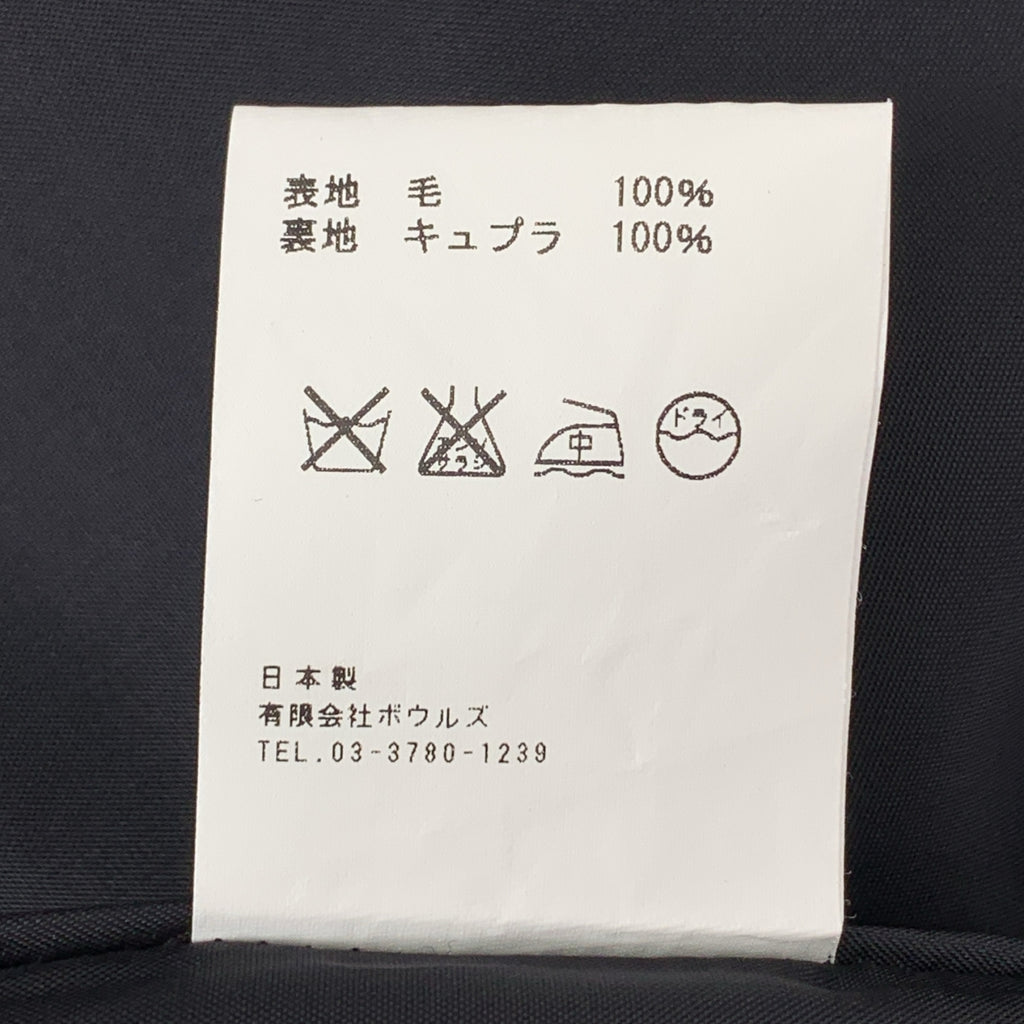 表地 毛 100%
裏地 キュプラ 100%
中 ドライ
日本製
有限会社ボウルズ
TEL.03-3780-1239